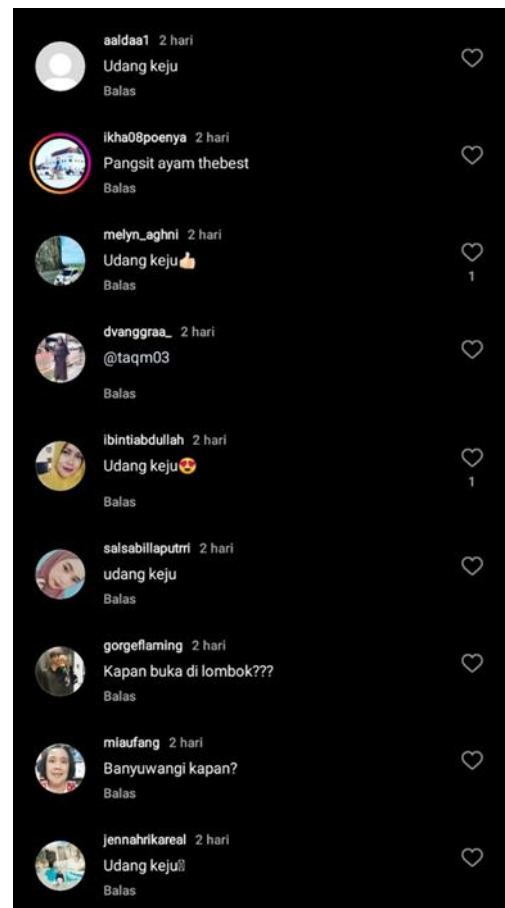 aaldaa1 2 hari
Udang keju
Balas
ikha08poenya 2 hari
Pangsit ayam thebest
Balas
melyn_aghni 2 hari
Udang keju👍🏻
1
Balas
dvanggraa_ 2 hari
@taqm03
Balas
ibintiabdullah 2 hari
Udang keju😍
1
Balas
salsabillaputrri 2 hari
udang keju
Balas
gorgeflaming 2 hari
Kapan buka di lombok???
Balas
miaufang 2 hari
Banyuwangi kapan?
Balas
jennahrikareal 2 hari
Udang keju
Balas